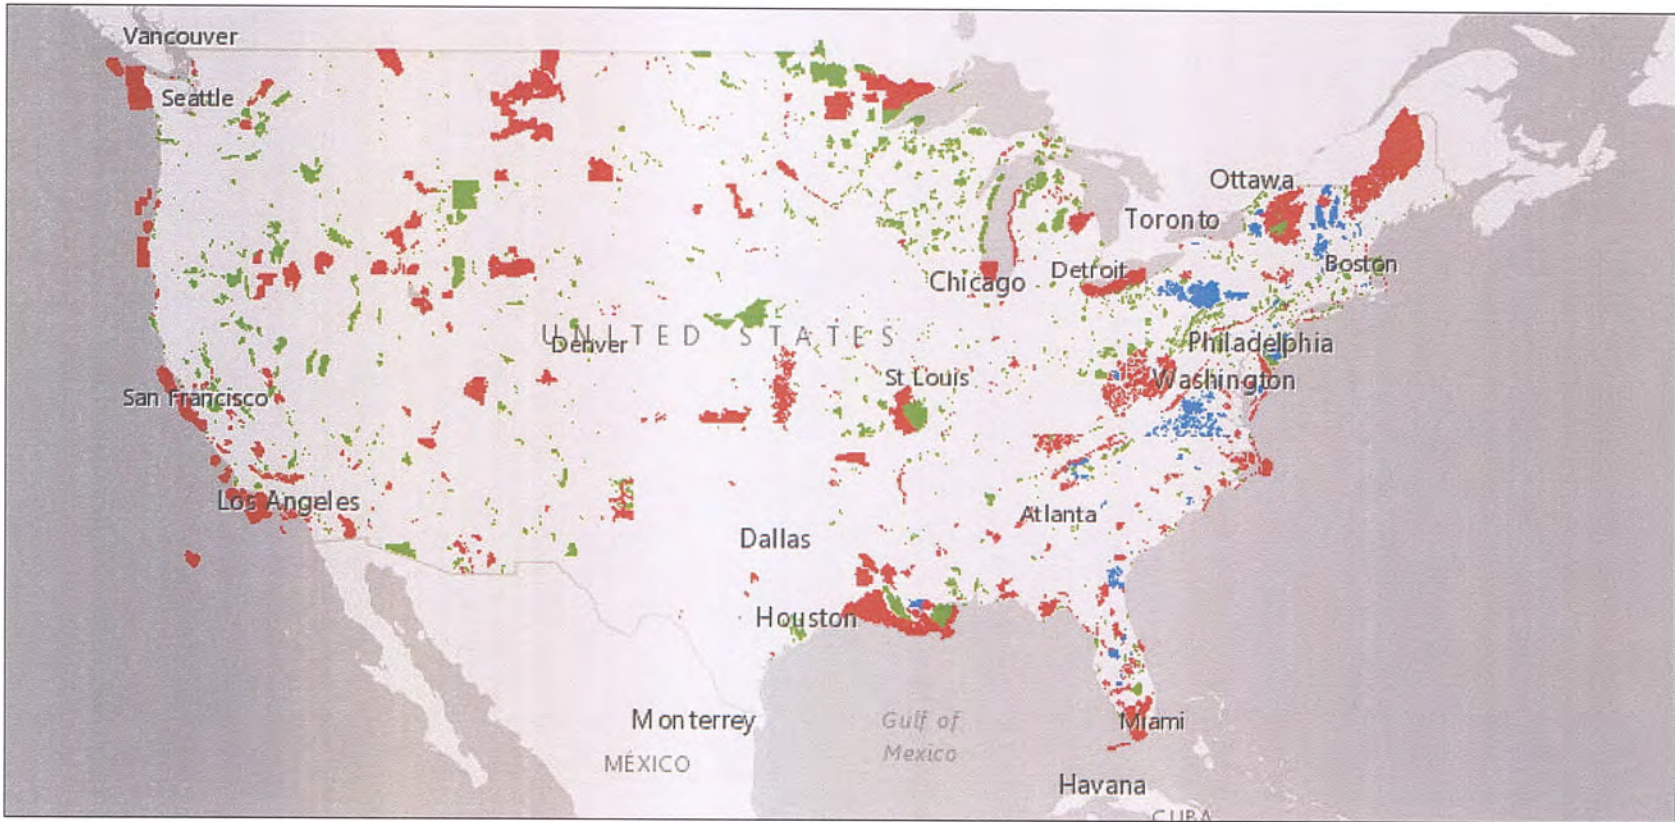 Vancouver
Seattle
Ottawa
Toronto
Boston
Chicago
Detroit
UNITED STATES
Denver
Philadelphia
Washington
St Louis
San Francisco
Los Angeles
Atlanta
Dallas
Houston
Monterrey
Gulf of
Mexico
Miami
MÉXICO
Havana
CUBA